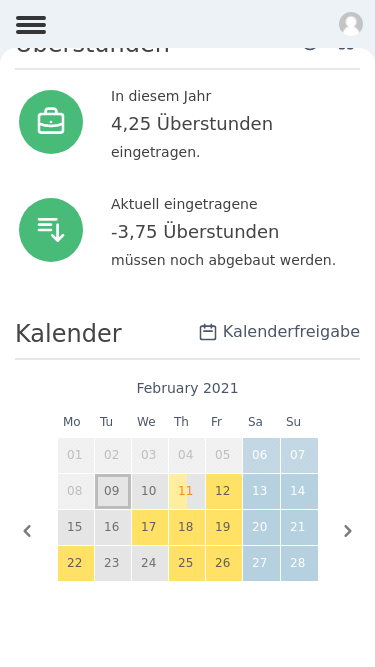 Überstunden
In diesem Jahr
4,25 Überstunden
eingetragen.
Aktuell eingetragene
-3,75 Überstunden
müssen noch abgebaut werden.
Kalender
Kalenderfreigabe
February 2021
Mo Tu We Th Fr Sa Su
01 02 03 04 05 06 07
08 09 10 11 12 13 14
15 16 17 18 19 20 21
22 23 24 25 26 27 28